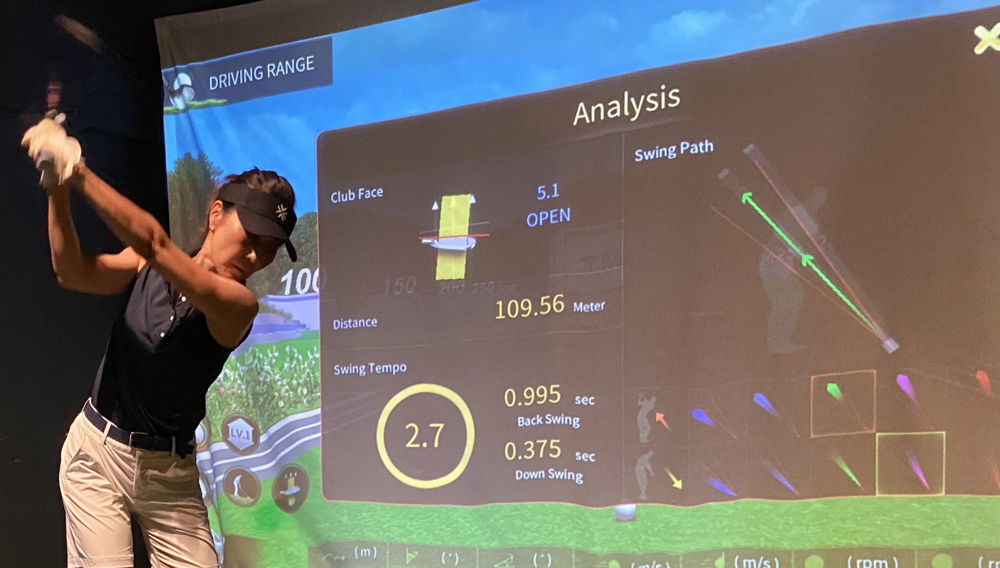 DRIVING RANGE
Analysis
Swing Path
Club Face
5.1
OPEN
100
150
200
250
300
109.56 Meter
Distance
Swing Tempo
2.7
0.995 sec
Back Swing
0.375 sec
Down Swing
LV.1
(m)
(°)
(°)
(m/s)
(m/s)
(rpm)